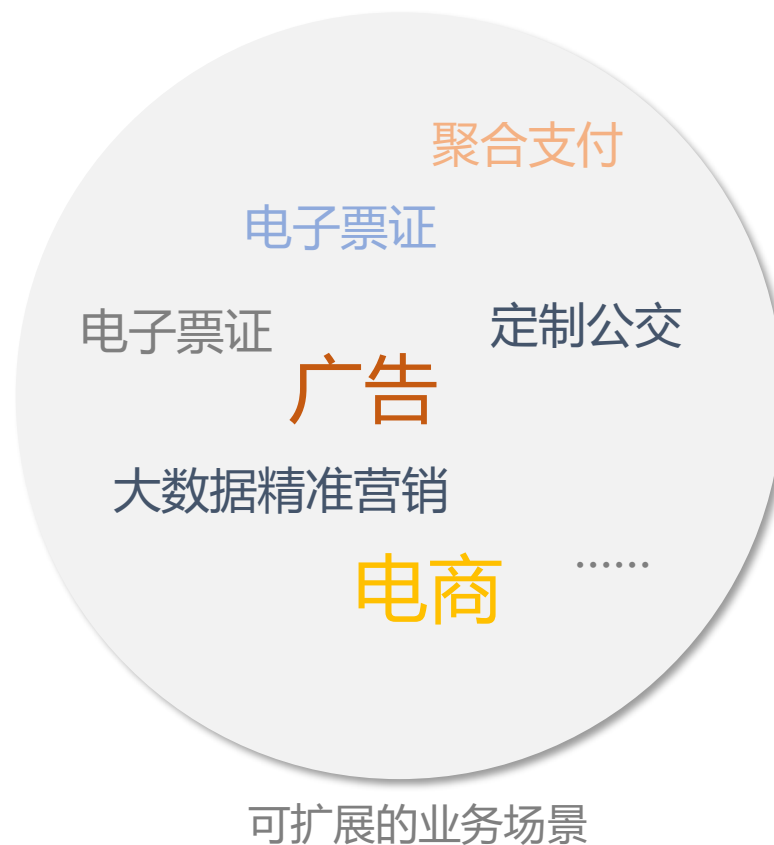 聚合支付
电子票证
电子票证
定制公交
广告
大数据精准营销
电商
......
可扩展的业务场景